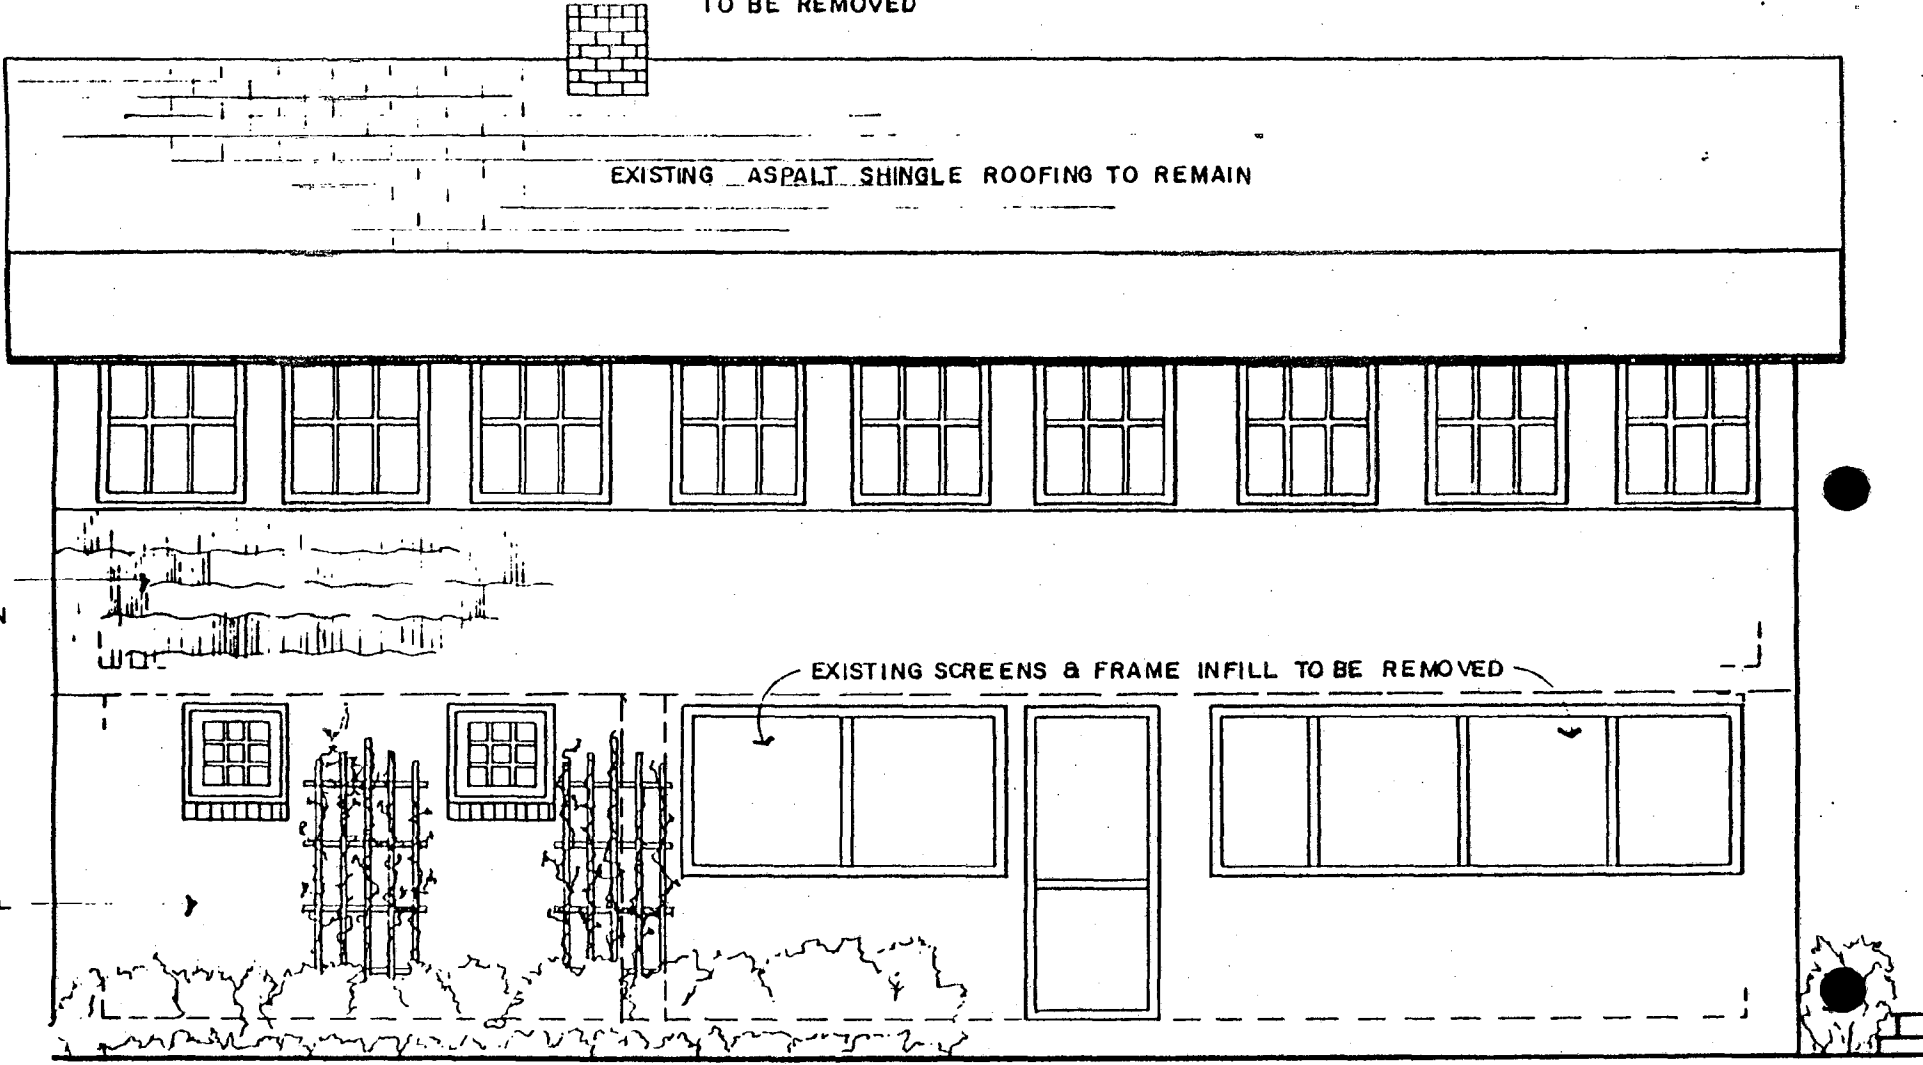 TO BE REMOVED
EXISTING ASPALT SHINGLE ROOFING TO REMAIN
EXISTING SCREENS & FRAME INFILL TO BE REMOVED